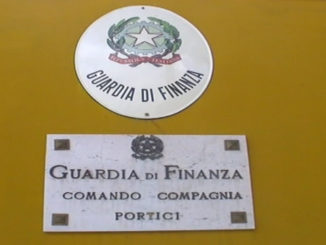 GUARDIA DI FINANZA
GUARDIA DI FINANZA
COMANDO COMPAGNIA
PORTICI